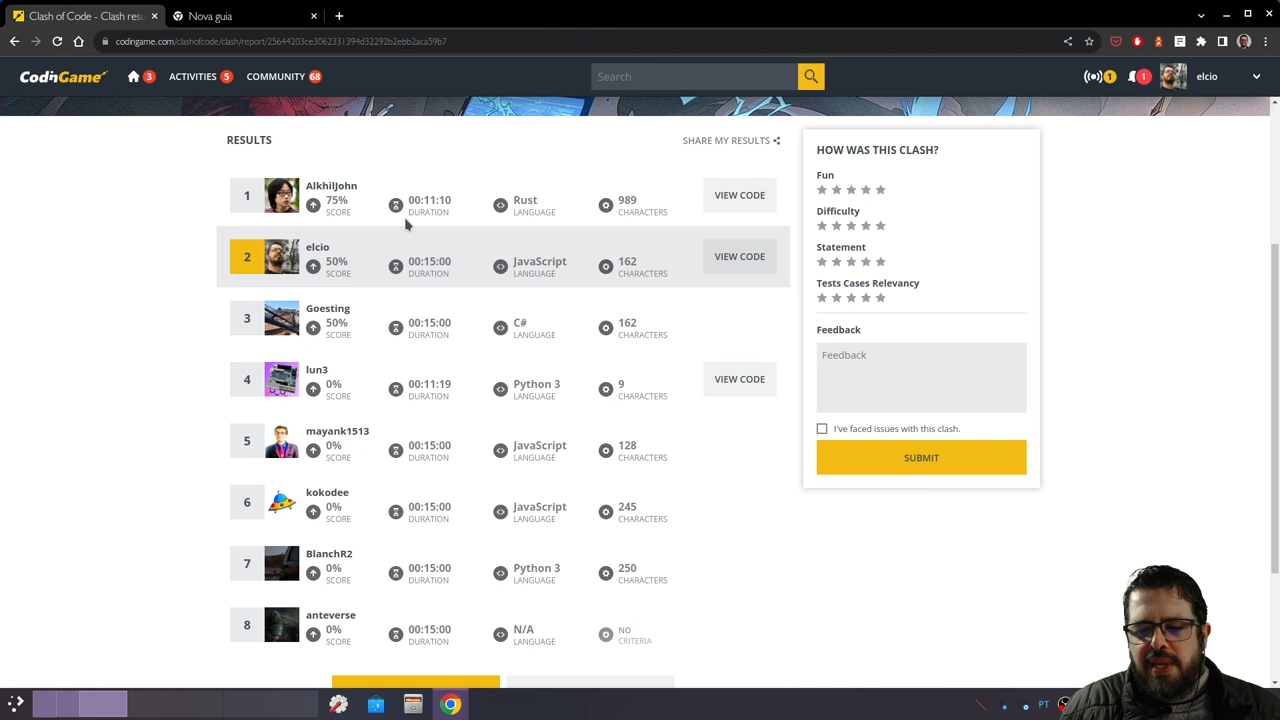 Clash of Code - Clash resu
Nova guia
codingame.com/clashofcode/clash/report/25644203ce3062331394d32292b2ebb2aca59b7
CODINGAME
3
ACTIVITIES 5
COMMUNITY 68
Search
1
1
elcio
RESULTS
SHARE MY RESULTS
1
AlkhilJohn
75%
SCORE
00:11:10
DURATION
Rust
LANGUAGE
989
CHARACTERS
VIEW CODE
2
elcio
50%
SCORE
00:15:00
DURATION
JavaScript
LANGUAGE
162
CHARACTERS
VIEW CODE
3
Goesting
50%
SCORE
00:15:00
DURATION
C#
LANGUAGE
162
CHARACTERS
4
lun3
0%
SCORE
00:11:19
DURATION
Python 3
LANGUAGE
9
CHARACTERS
VIEW CODE
5
mayank1513
0%
SCORE
00:15:00
DURATION
JavaScript
LANGUAGE
128
CHARACTERS
6
kokodee
0%
SCORE
00:15:00
DURATION
JavaScript
LANGUAGE
245
CHARACTERS
7
BlanchR2
0%
SCORE
00:15:00
DURATION
Python 3
LANGUAGE
250
CHARACTERS
8
anteverse
0%
SCORE
00:15:00
DURATION
N/A
LANGUAGE
NO
CRITERIA
HOW WAS THIS CLASH?
Fun
Difficulty
Statement
Tests Cases Relevancy
Feedback
Feedback
I've faced issues with this clash.
SUBMIT
PT